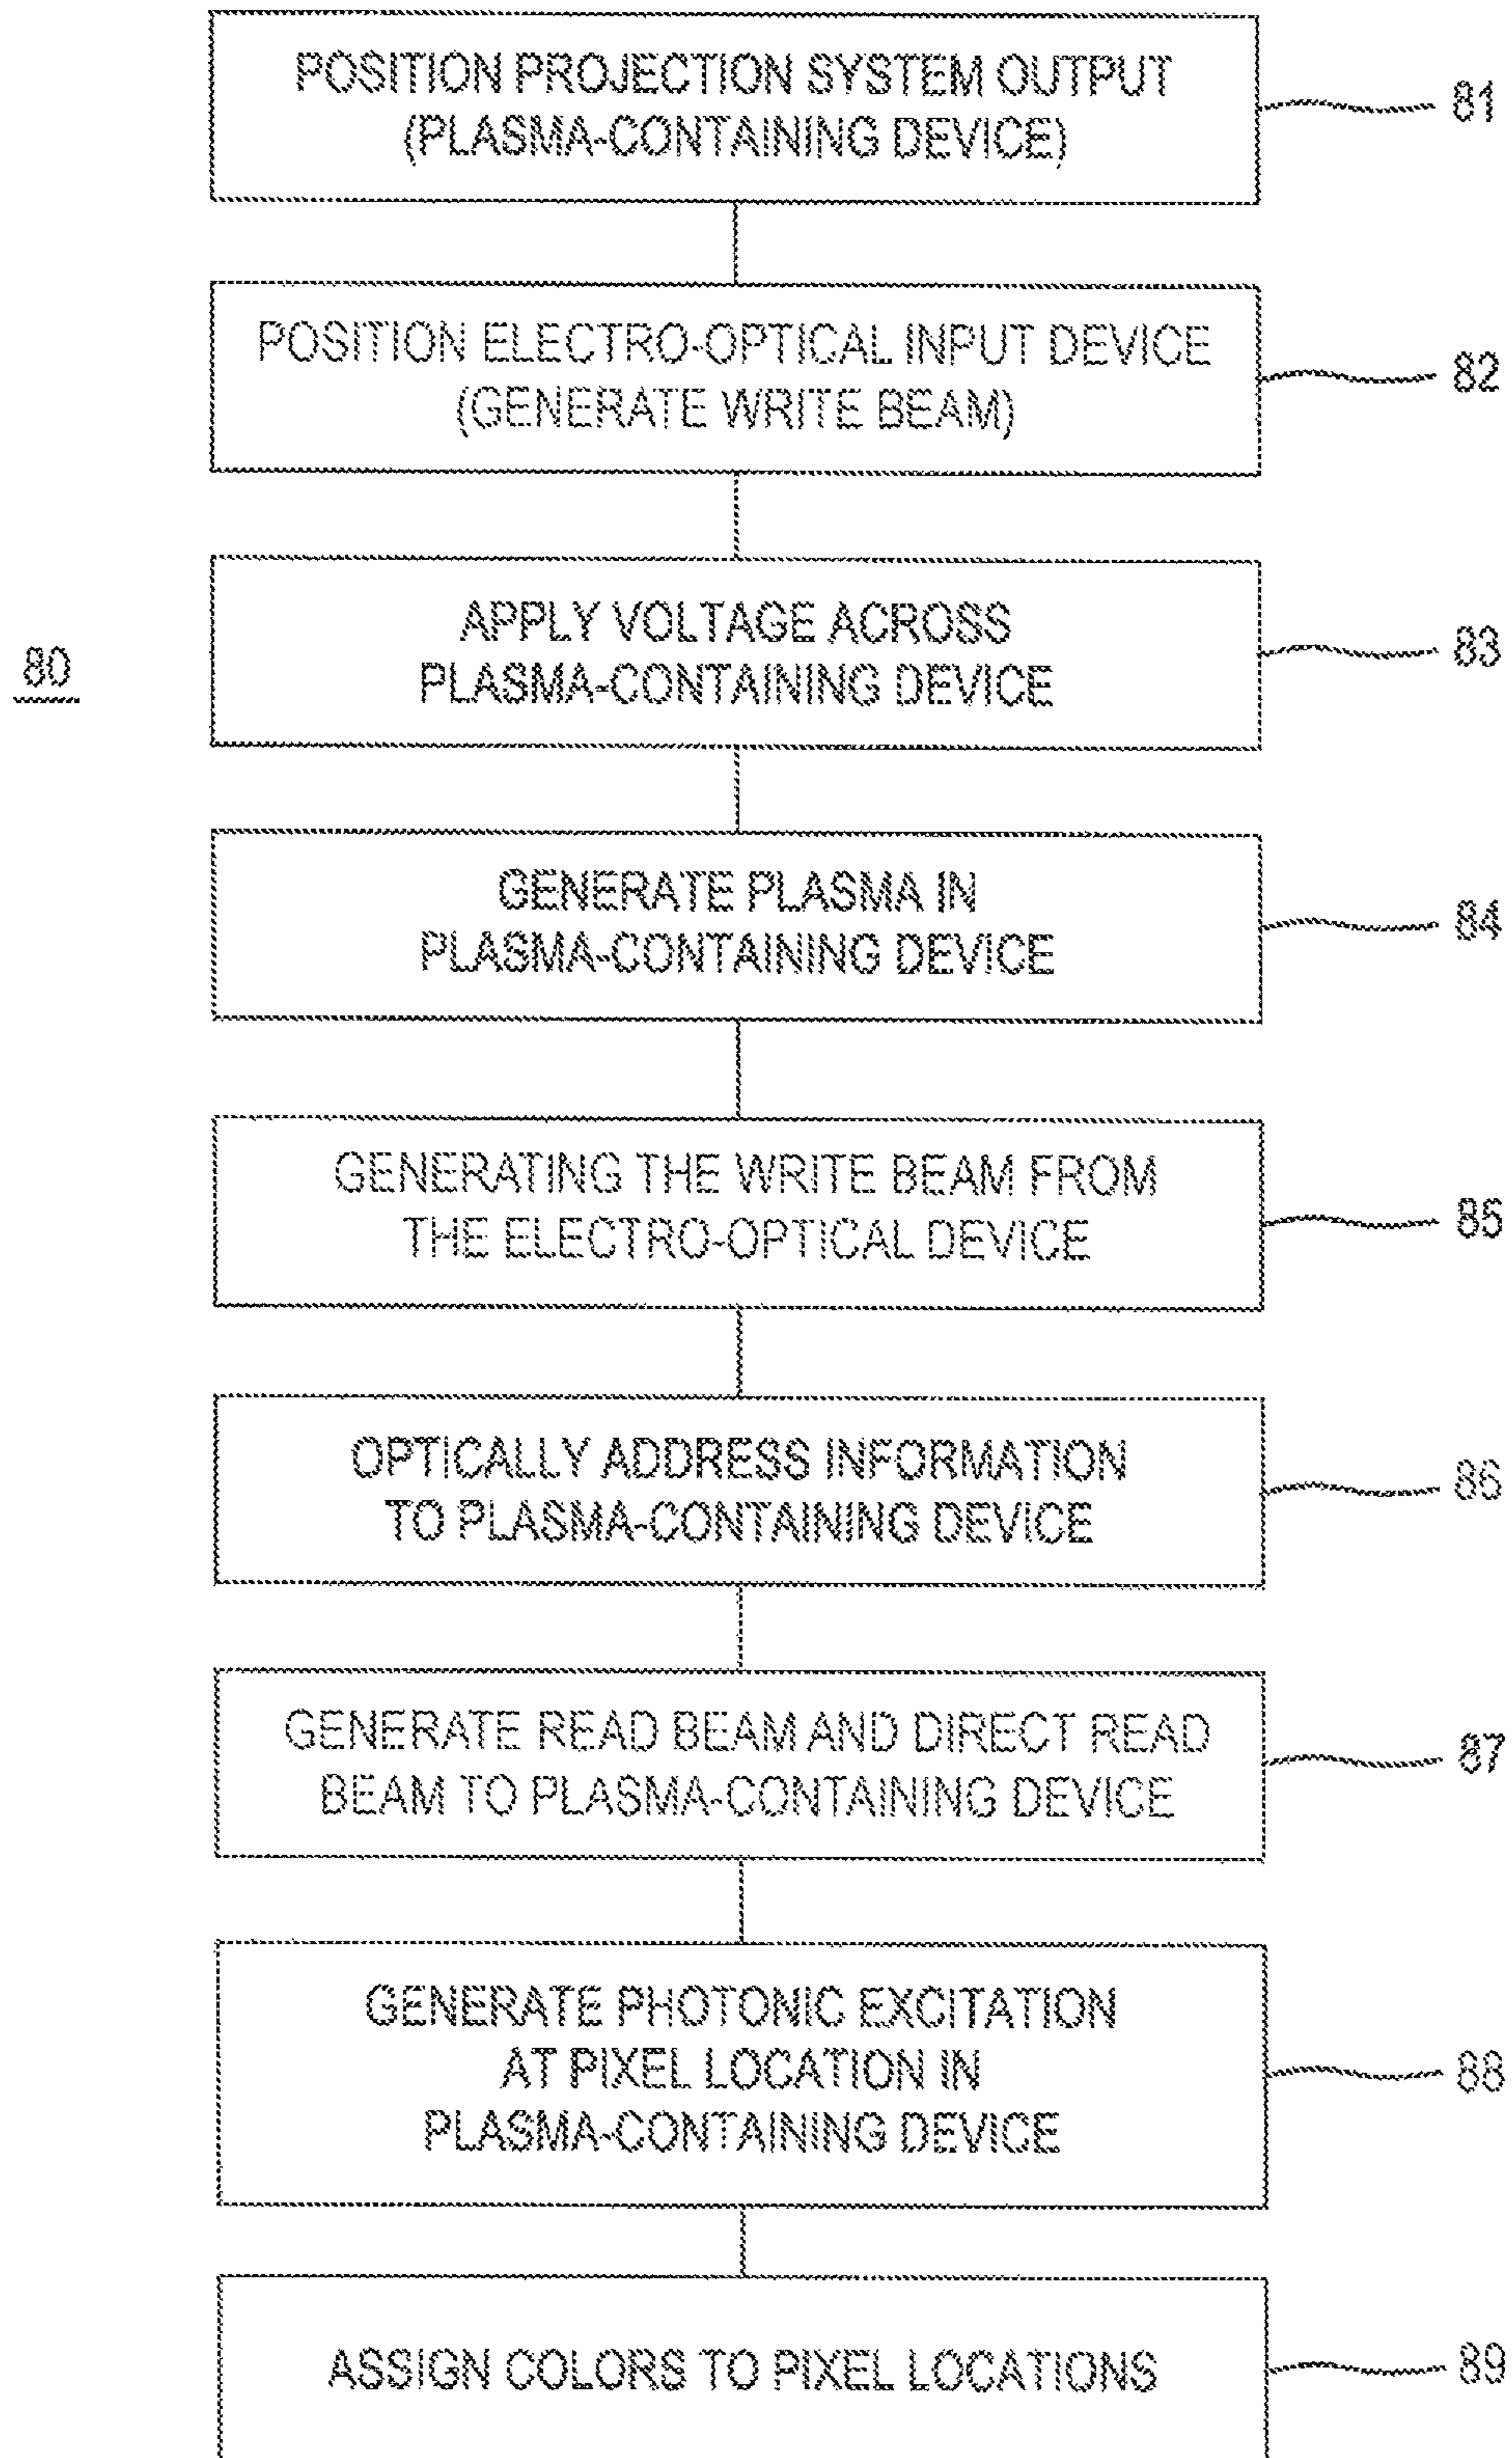 POSITION PROJECTION SYSTEM OUTPUT
(PLASMA-CONTAINING DEVICE)
81
POSITION ELECTRO-OPTICAL INPUT DEVICE
(GENERATE WRITE BEAM)
82
80
APPLY VOLTAGE ACROSS
PLASMA-CONTAINING DEVICE
83
GENERATE PLASMA IN
PLASMA-CONTAINING DEVICE
84
GENERATING THE WRITE BEAM FROM
THE ELECTRO-OPTICAL DEVICE
85
OPTICALLY ADDRESS INFORMATION
TO PLASMA-CONTAINING DEVICE
86
GENERATE READ BEAM AND DIRECT READ
BEAM TO PLASMA-CONTAINING DEVICE
87
GENERATE PHOTONIC EXCITATION
AT PIXEL LOCATION IN
PLASMA-CONTAINING DEVICE
88
ASSIGN COLORS TO PIXEL LOCATIONS
89